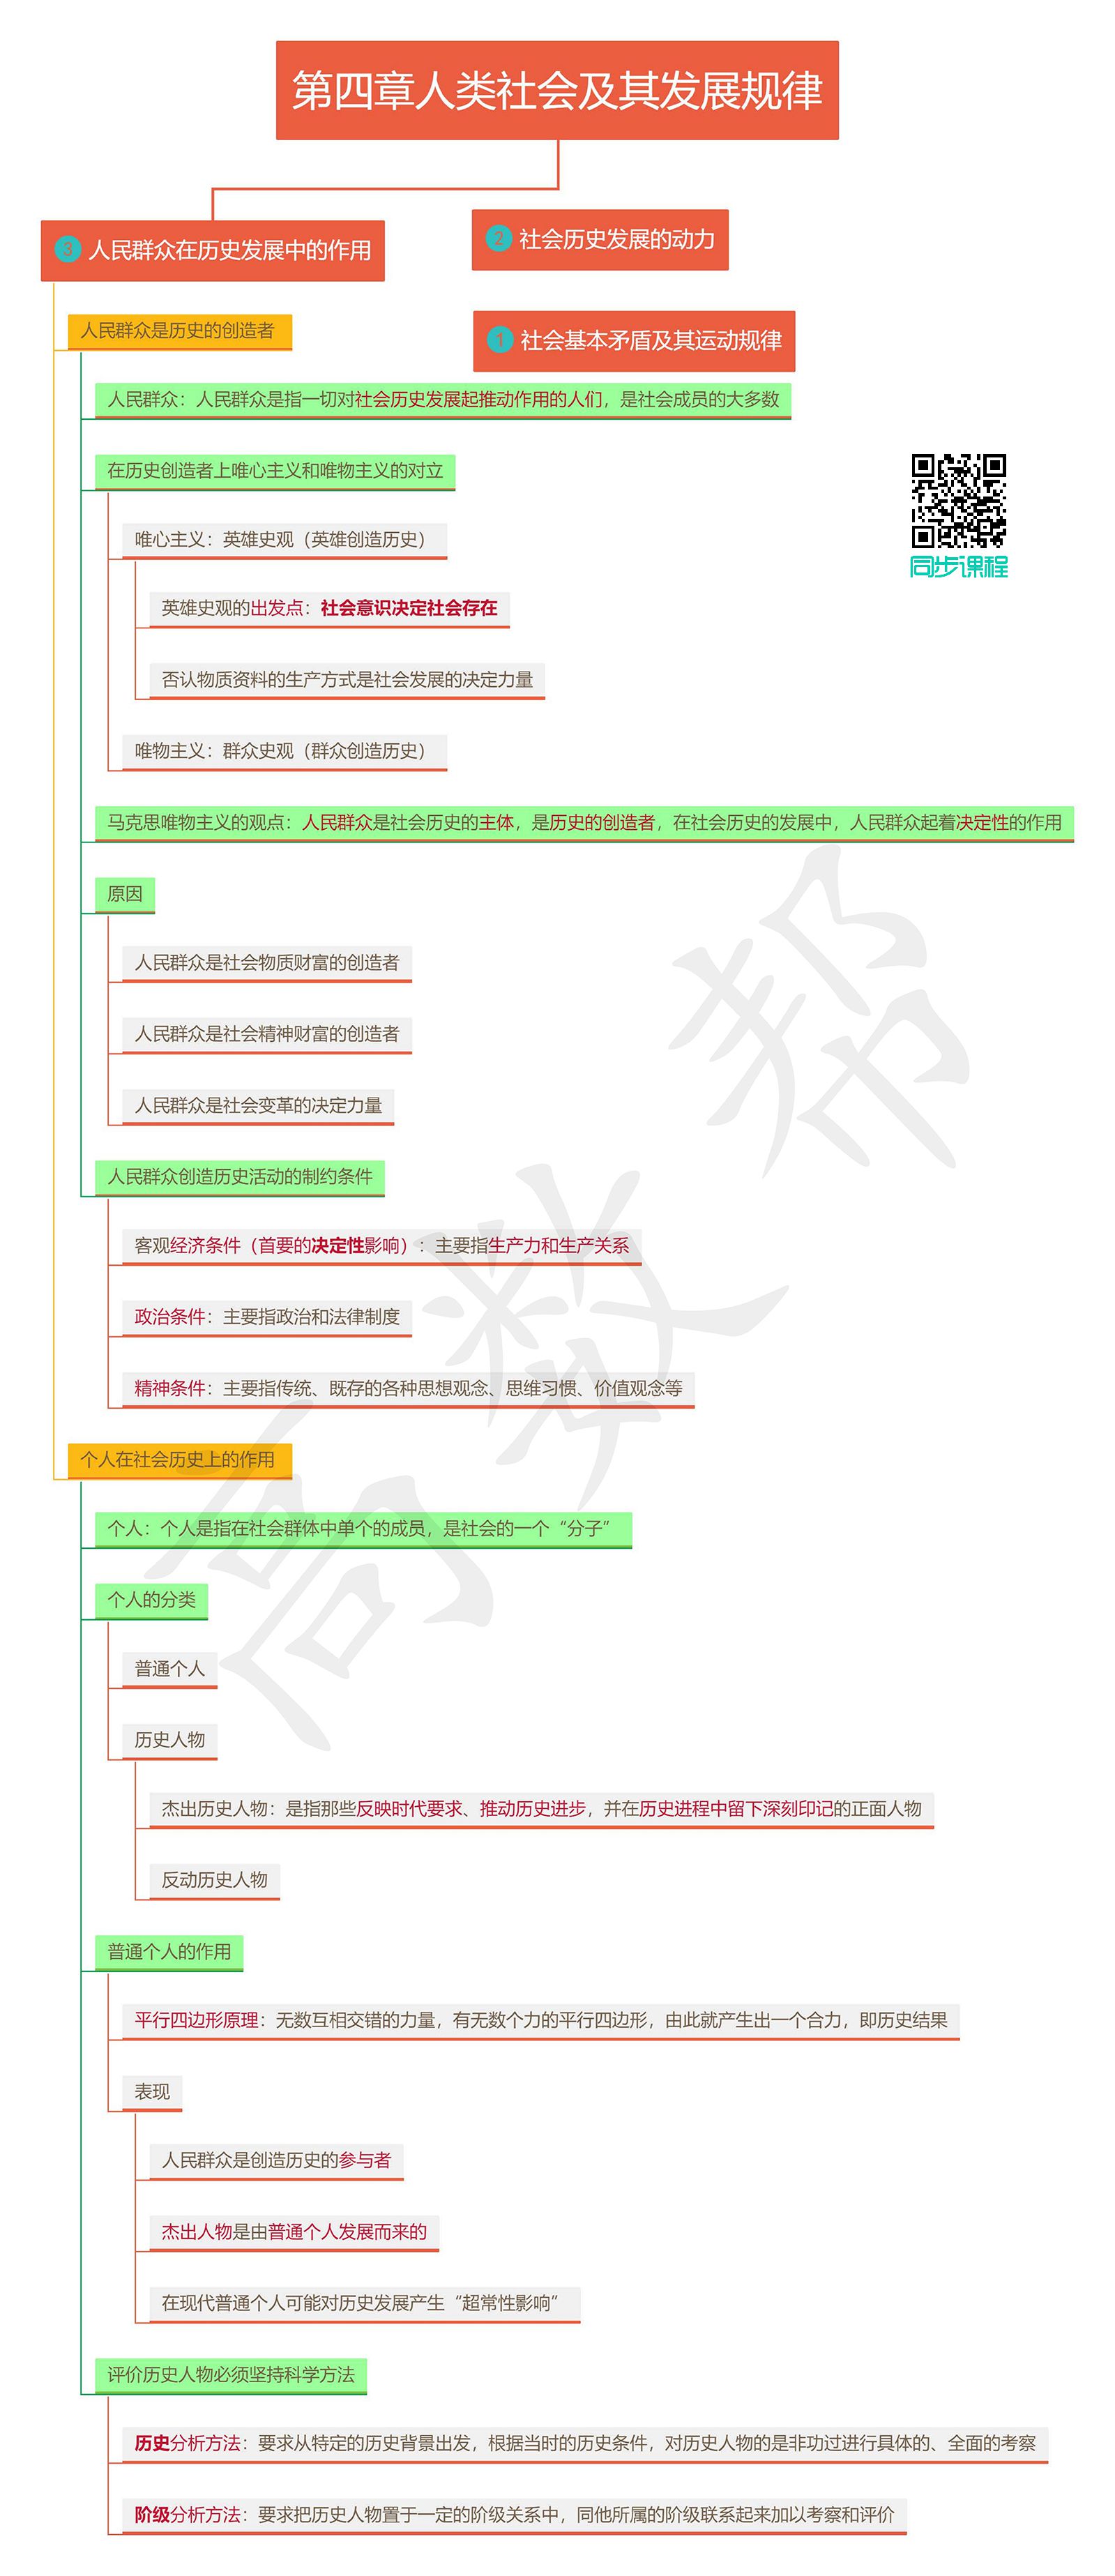 第四章人类社会及其发展规律
3 人民群众在历史发展中的作用
2 社会历史发展的动力
1 社会基本矛盾及其运动规律
人民群众是历史的创造者
人民群众：人民群众是指一切对社会历史发展起推动作用的人们，是社会成员的大多数
在历史创造者上唯心主义和唯物主义的对立
同步课程
唯心主义：英雄史观（英雄创造历史）
英雄史观的出发点：社会意识决定社会存在
否认物质资料的生产方式是社会发展的决定力量
唯物主义：群众史观（群众创造历史）
马克思唯物主义的观点：人民群众是社会历史的主体，是历史的创造者，在社会历史的发展中，人民群众起着决定性的作用
原因
人民群众是社会物质财富的创造者
人民群众是社会精神财富的创造者
人民群众是社会变革的决定力量
人民群众创造历史活动的制约条件
客观经济条件（首要的决定性影响）：主要指生产力和生产关系
政治条件：主要指政治和法律制度
精神条件：主要指传统、既存的各种思想观念、思维习惯、价值观念等
个人在社会历史上的作用
个人：个人是指在社会群体中单个的成员，是社会的一个“分子”
个人的分类
普通个人
历史人物
杰出历史人物：是指那些反映时代要求、推动历史进步，并在历史进程中留下深刻印记的正面人物
反动历史人物
普通个人的作用
平行四边形原理：无数互相交错的力量，有无数个力的平行四边形，由此就产生出一个合力，即历史结果
表现
人民群众是创造历史的参与者
杰出人物是由普通个人发展而来的
在现代普通个人可能对历史发展产生“超常性影响”
评价历史人物必须坚持科学方法
历史分析方法：要求从特定的历史背景出发，根据当时的历史条件，对历史人物的是非功过进行具体的、全面的考察
阶级分析方法：要求把历史人物置于一定的阶级关系中，同他所属的阶级联系起来加以考察和评价
高数帮